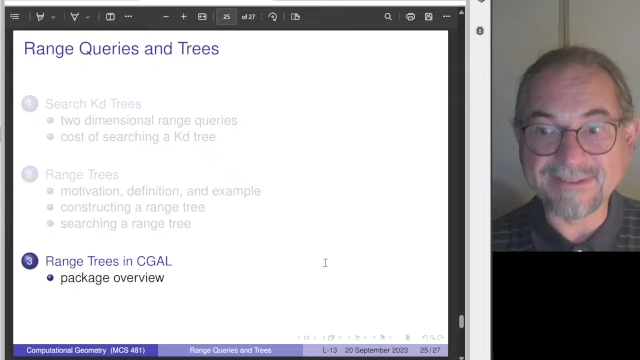 25 of 27
Range Queries and Trees
1 Search Kd Trees
two dimensional range queries
cost of searching a Kd tree
2 Range Trees
motivation, definition, and example
constructing a range tree
searching a range tree
3 Range Trees in CGAL
package overview
Computational Geometry (MCS 481) Range Queries and Trees L-13 20 September 2023 25 / 27